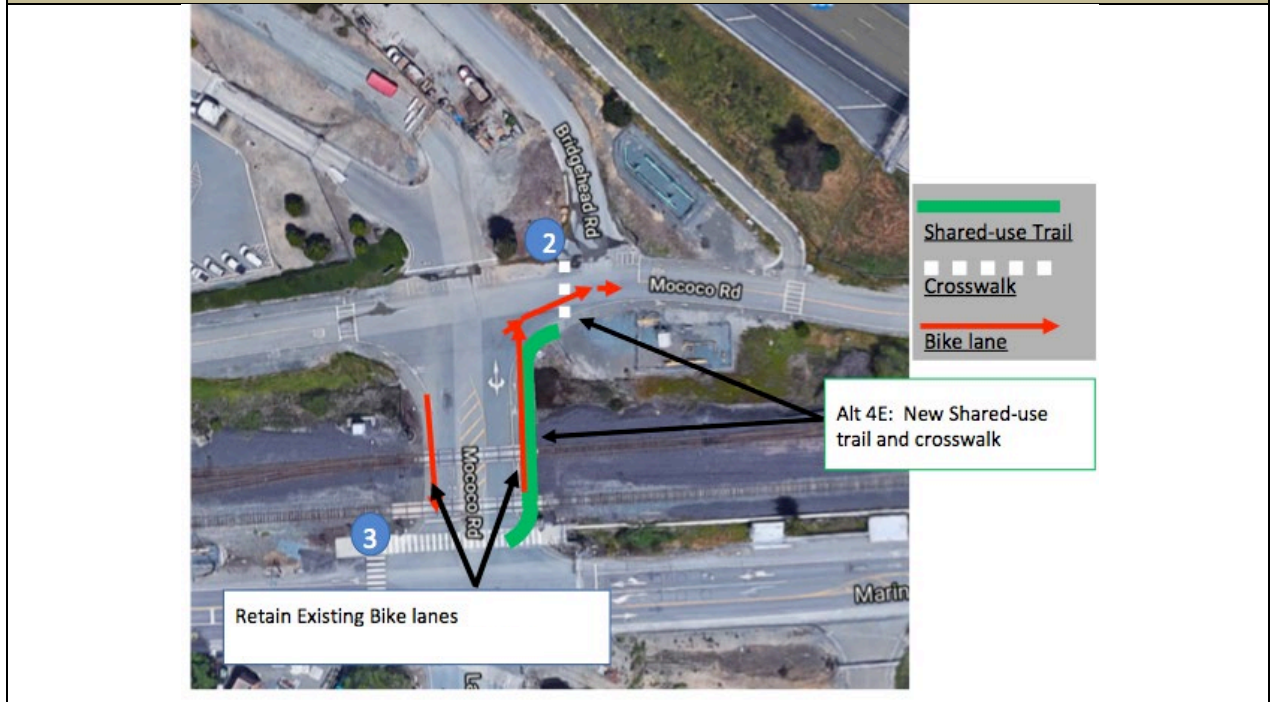 Bridgehead Rd
2
Mococo Rd
Shared-use Trail
Crosswalk
Bike lane
Alt 4E: New Shared-use
trail and crosswalk
Mococo Rd
3
Retain Existing Bike lanes
Marin
Le